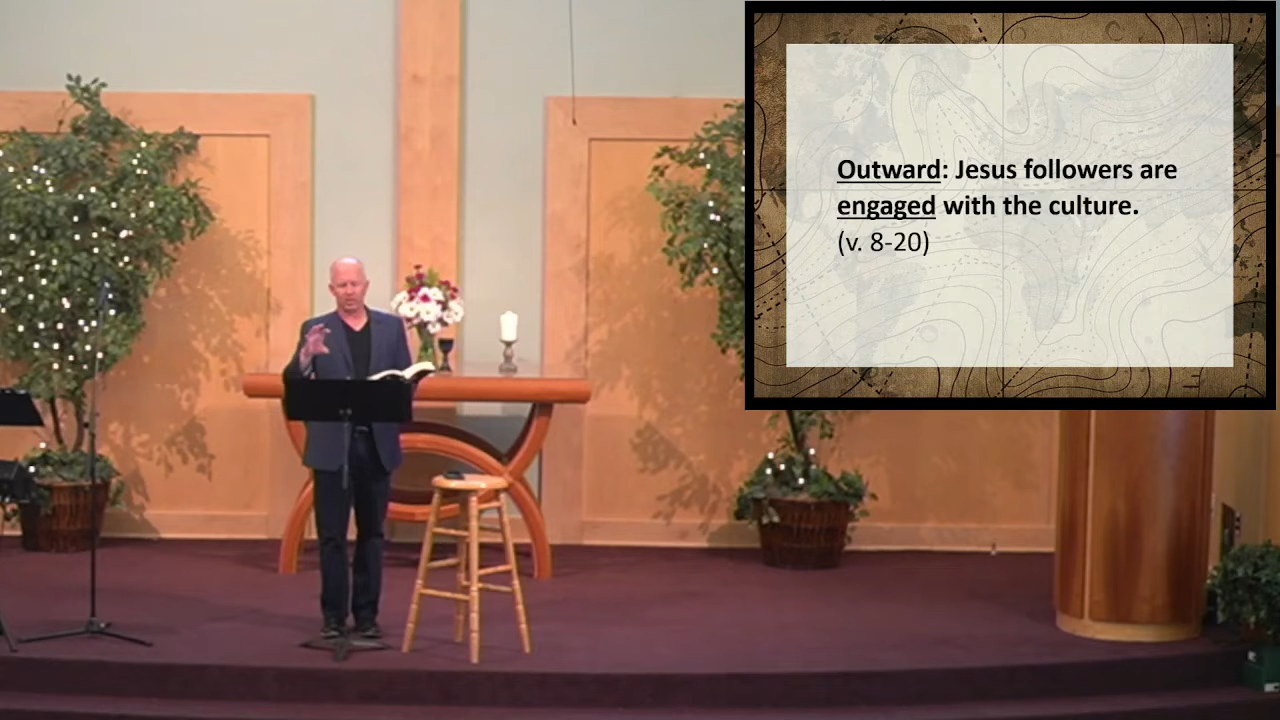 Outward: Jesus followers are
engaged with the culture.
(v. 8-20)